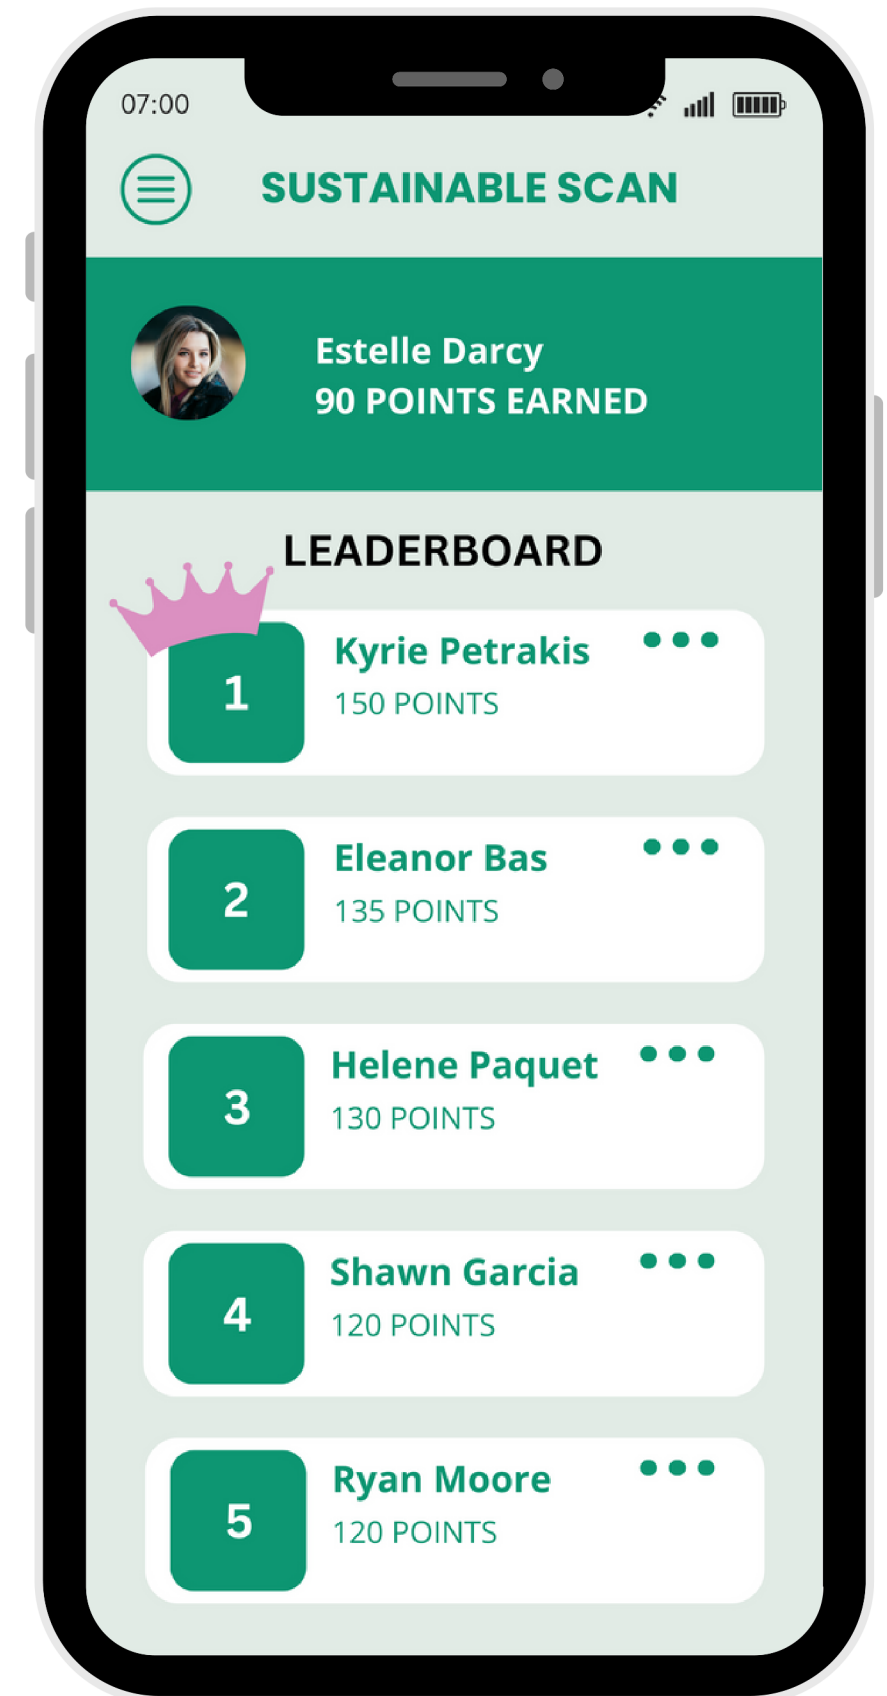 07:00
SUSTAINABLE SCAN
Estelle Darcy
90 POINTS EARNED
LEADERBOARD
1
Kyrie Petrakis
150 POINTS
2
Eleanor Bas
135 POINTS
3
Helene Paquet
130 POINTS
4
Shawn Garcia
120 POINTS
5
Ryan Moore
120 POINTS